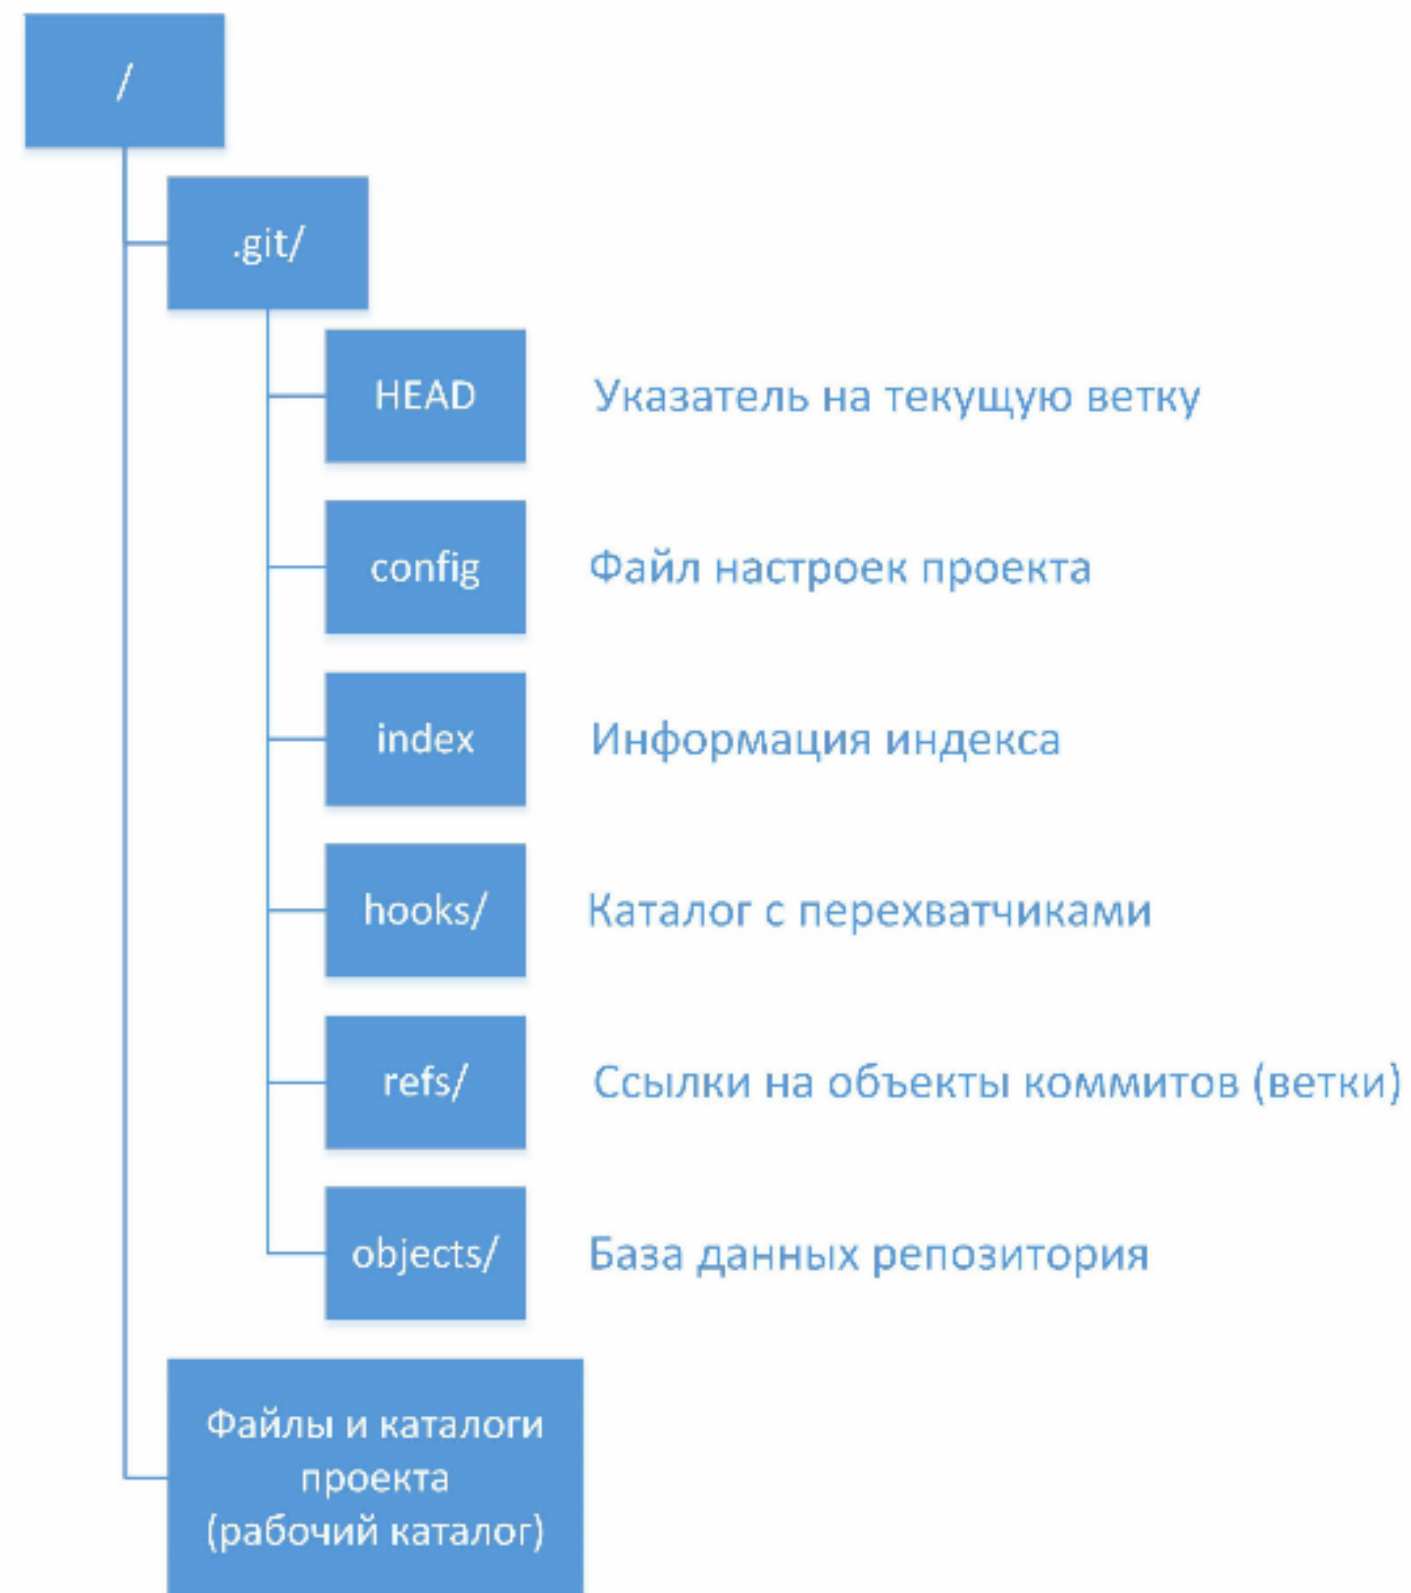 /
.git/
HEAD
Указатель на текущую ветку
config
Файл настроек проекта
index
Информация индекса
hooks/
Каталог с перехватчиками
refs/
Ссылки на объекты коммитов (ветки)
objects/
База данных репозитория
Файлы и каталоги
проекта
(рабочий каталог)